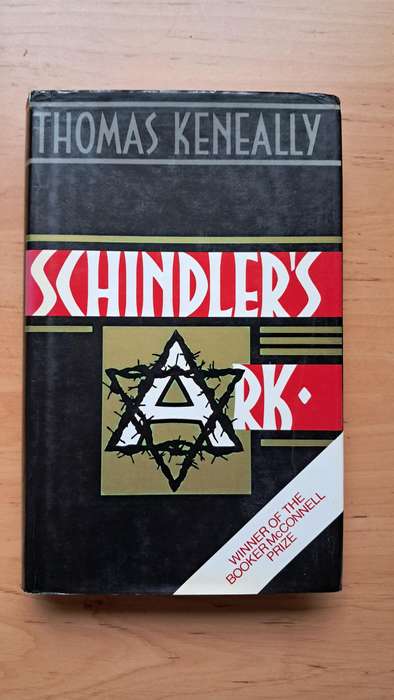 THOMAS KENEALLY
SCHINDLER'S
ARK·
WINNER OF THE
BOOKER McCONNELL
PRIZE